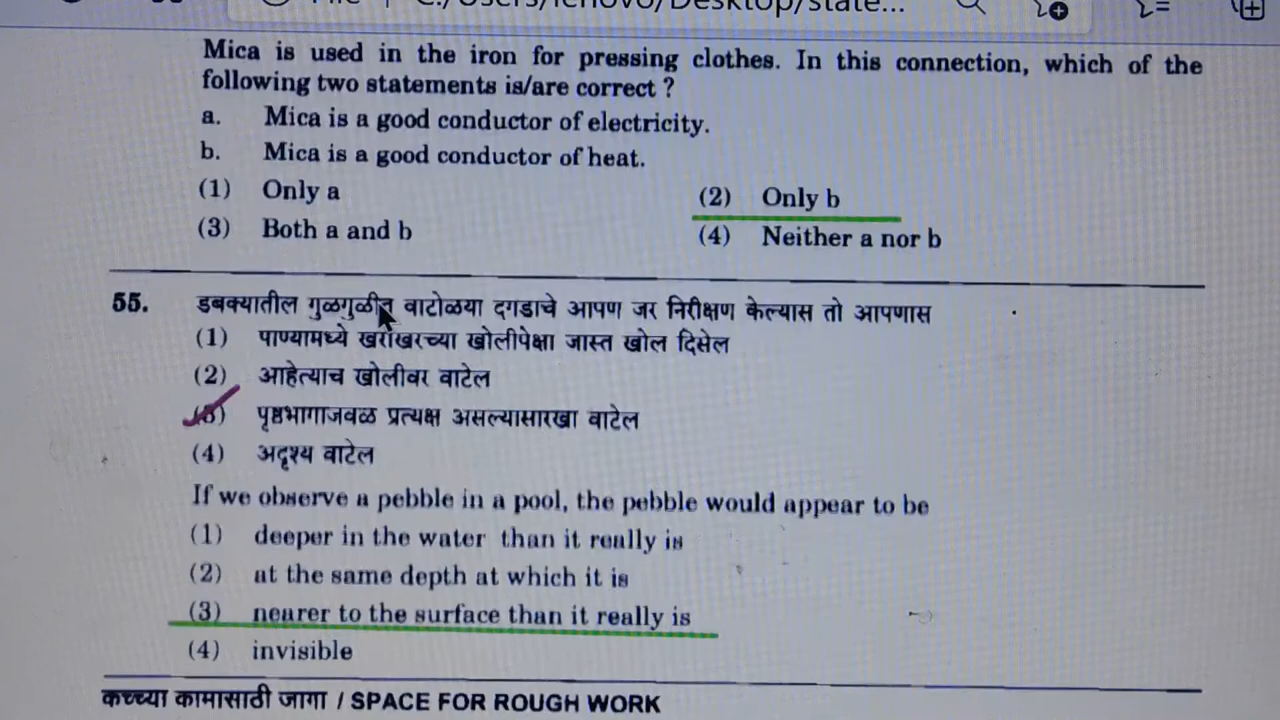 C:/Users/lenovo/Desktop/state...
Mica is used in the iron for pressing clothes. In this connection, which of the
following two statements is/are correct ?
a. Mica is a good conductor of electricity.
b. Mica is a good conductor of heat.
(1) Only a (2) Only b
(3) Both a and b (4) Neither a nor b
55. डबक्यातील गुळगुळीत वाटोळया दगडाचे आपण जर निरीक्षण केल्यास तो आपणास
(1) पाण्यामध्ये खरोखरच्या खोलीपेक्षा जास्त खोल दिसेल
(2) आहेत्याच खोलीवर वाटेल
(3) पृष्ठभागाजवळ प्रत्यक्ष असल्यासारखा वाटेल
(4) अदृश्य वाटेल
If we observe a pebble in a pool, the pebble would appear to be
(1) deeper in the water than it really is
(2) at the same depth at which it is
(3) nearer to the surface than it really is
(4) invisible
कच्च्या कामासाठी जागा / SPACE FOR ROUGH WORK